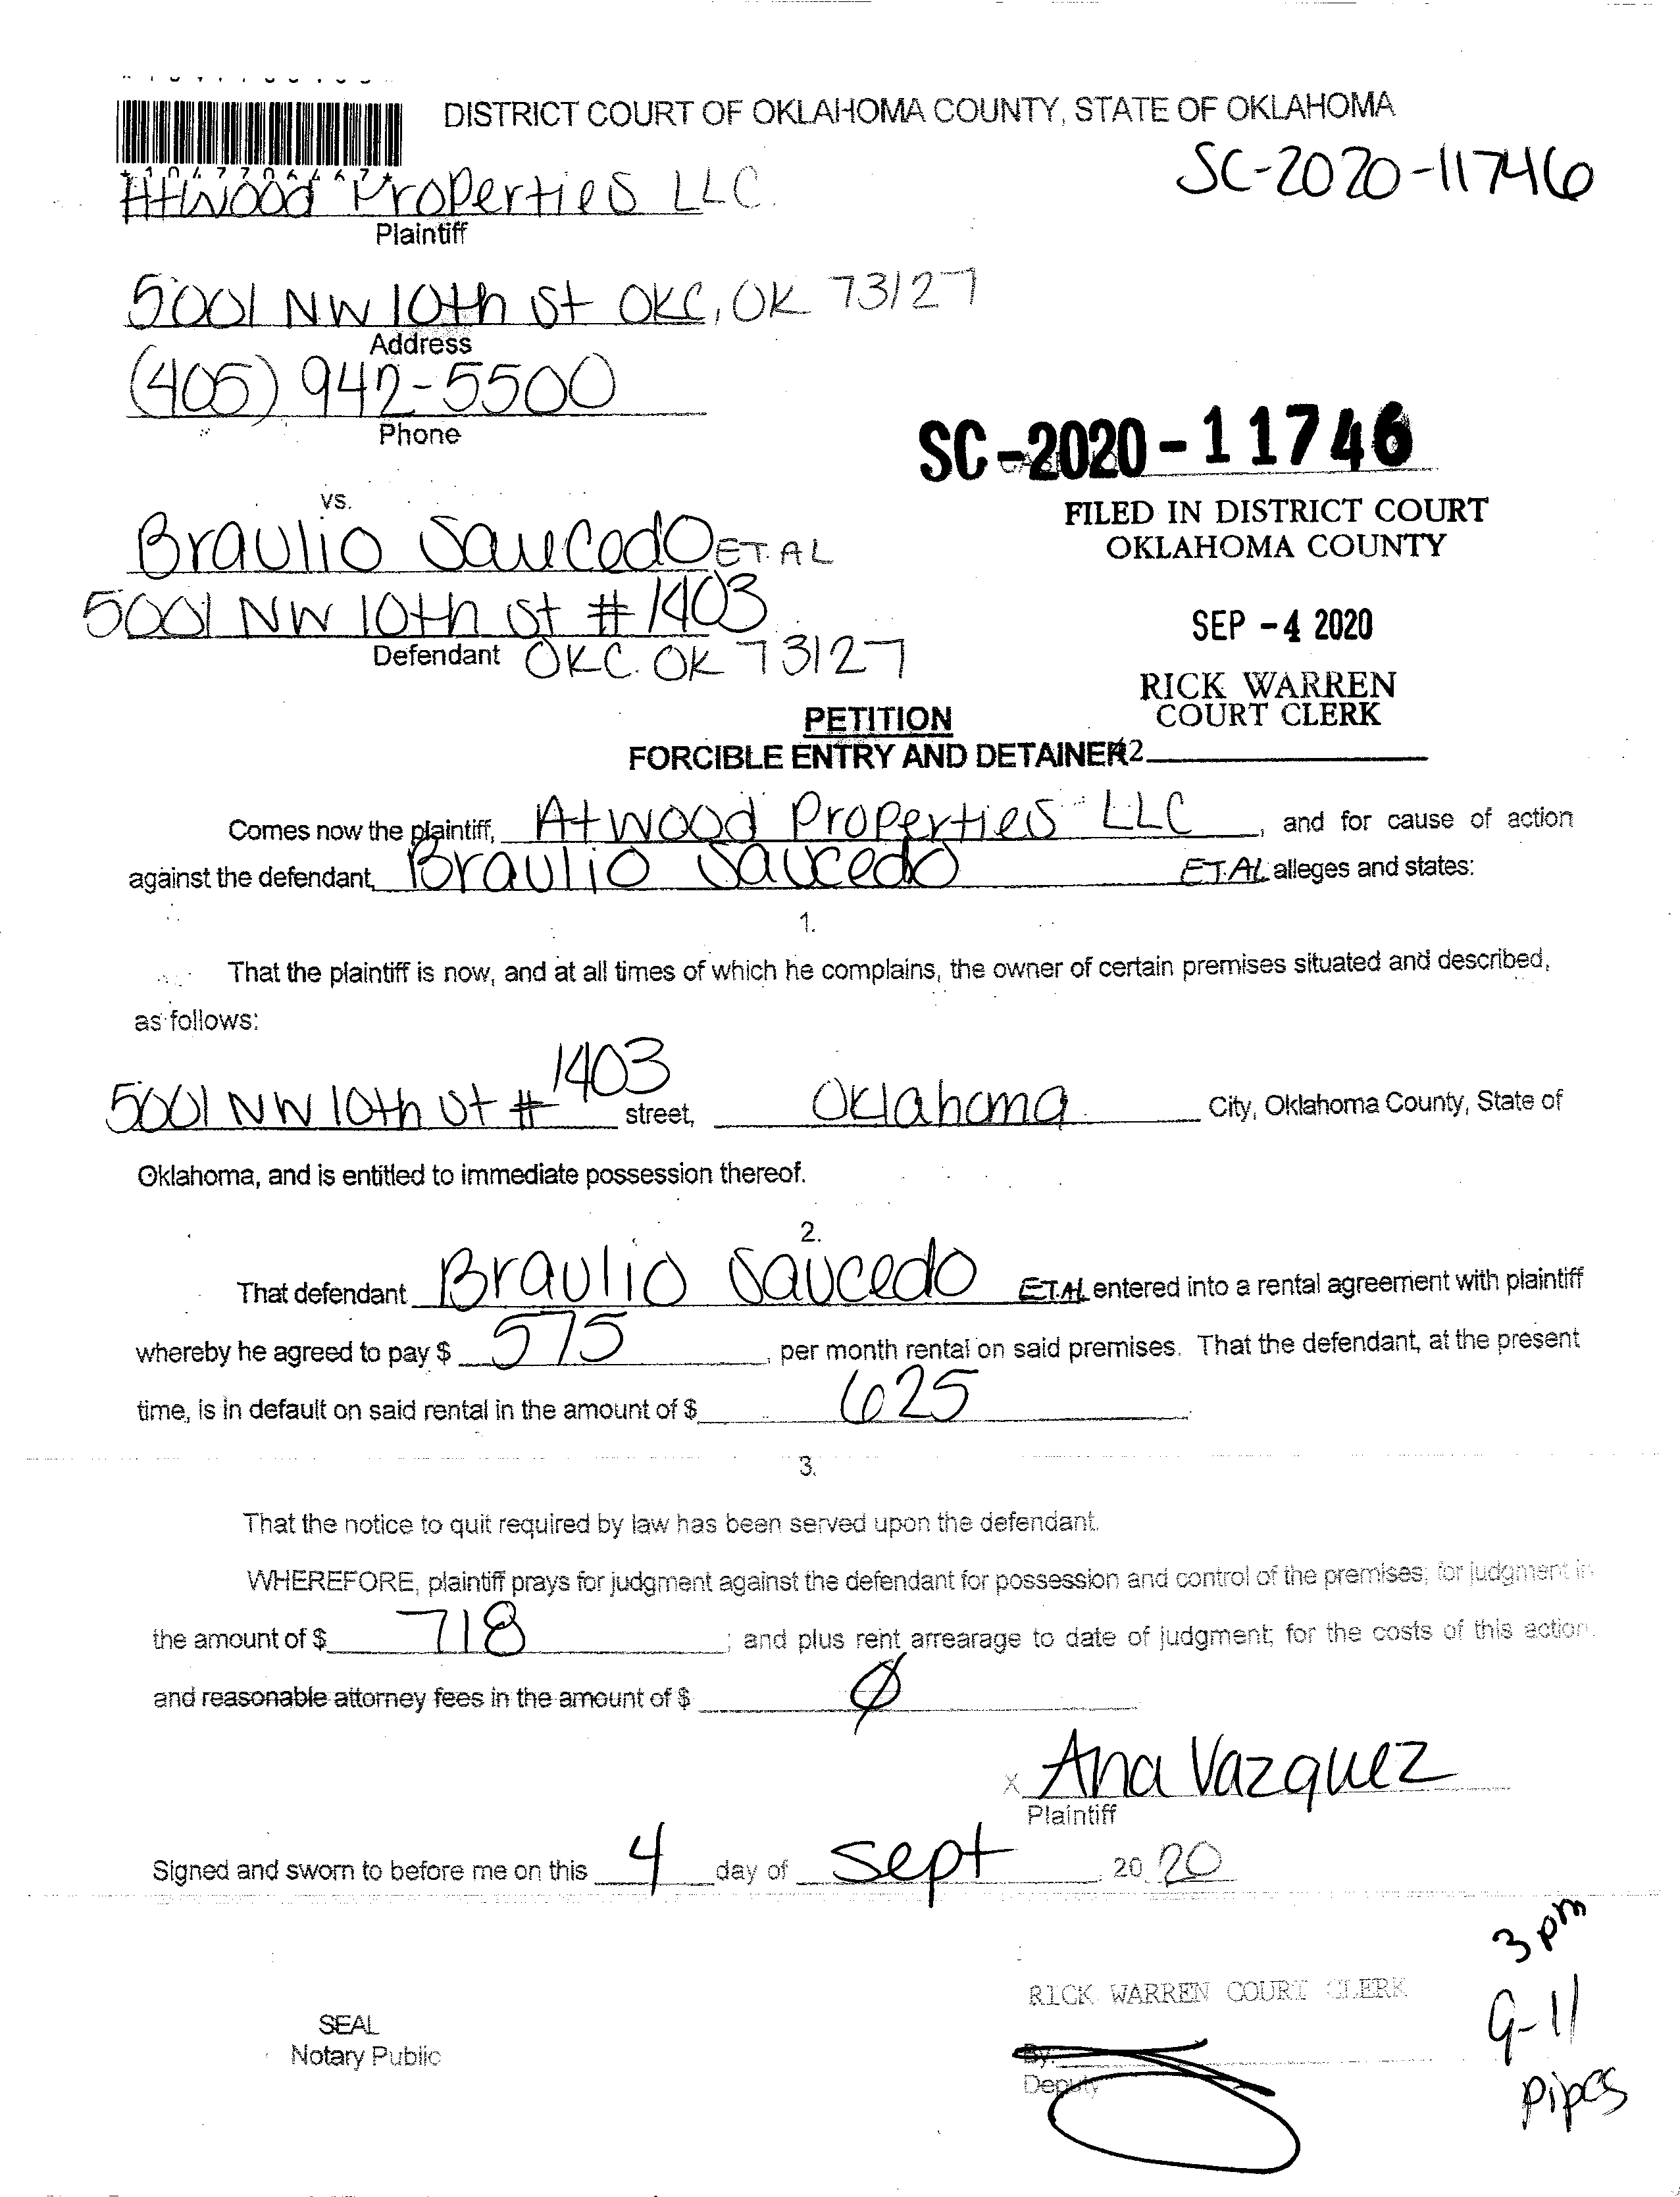 DISTRICT COURT OF OKLAHOMA COUNTY, STATE OF OKLAHOMA
SC-2020-11746
Atwood Properties LLC.
Plaintiff
5001 NW 10th St OKC, OK 73127
Address
(405) 942-5500
Phone
SC-2020-11746
vs.
FILED IN DISTRICT COURT
OKLAHOMA COUNTY
Braulio Saucedo ET. AL
5001 NW 10th St # 1403
SEP -4 2020
Defendant OKC. OK 73127
RICK WARREN
COURT CLERK
PETITION
FORCIBLE ENTRY AND DETAINER
Comes now the plaintiff, Atwood Properties LLC, and for cause of action
against the defendant, Braulio Saucedo ET.AL alleges and states:
1.
That the plaintiff is now, and at all times of which he complains, the owner of certain premises situated and described,
as follows:
5001 NW 10th St # 1403 street, Oklahoma City, Oklahoma County, State of
Oklahoma, and is entitled to immediate possession thereof.
2.
That defendant Braulio Saucedo ET.AL entered into a rental agreement with plaintiff
whereby he agreed to pay $ 575, per month rental on said premises. That the defendant, at the present
time, is in default on said rental in the amount of $ 625
3.
That the notice to quit required by law has been served upon the defendant.
WHEREFORE, plaintiff prays for judgment against the defendant for possession and control of the premises; for judgment in
the amount of $ 718; and plus rent arrearage to date of judgment; for the costs of this action
and reasonable attorney fees in the amount of $ Ø
X Ana Vazquez
Plaintiff
Signed and sworn to before me on this 4 day of Sept 20 20
3 pm
RICK WARREN COURT CLERK
9-11
SEAL
Notary Public
By:
Deputy
Pipes